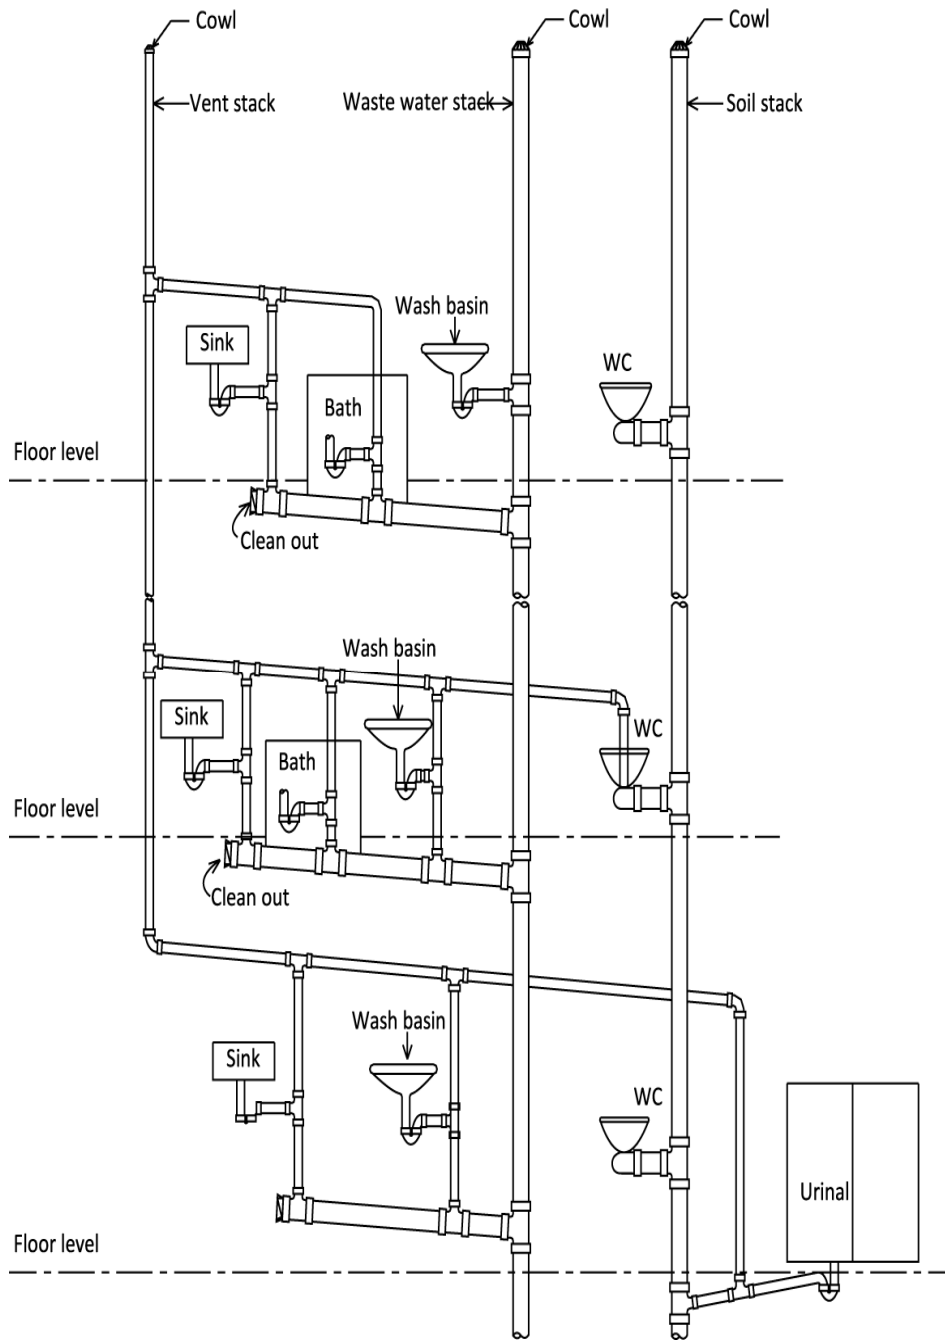 Cowl
Cowl
Cowl
Vent stack
Waste water stack
Soil stack
Wash basin
Sink
WC
Bath
Floor level
Clean out
Wash basin
Sink
WC
Bath
Floor level
Clean out
Wash basin
Sink
WC
Urinal
Floor level